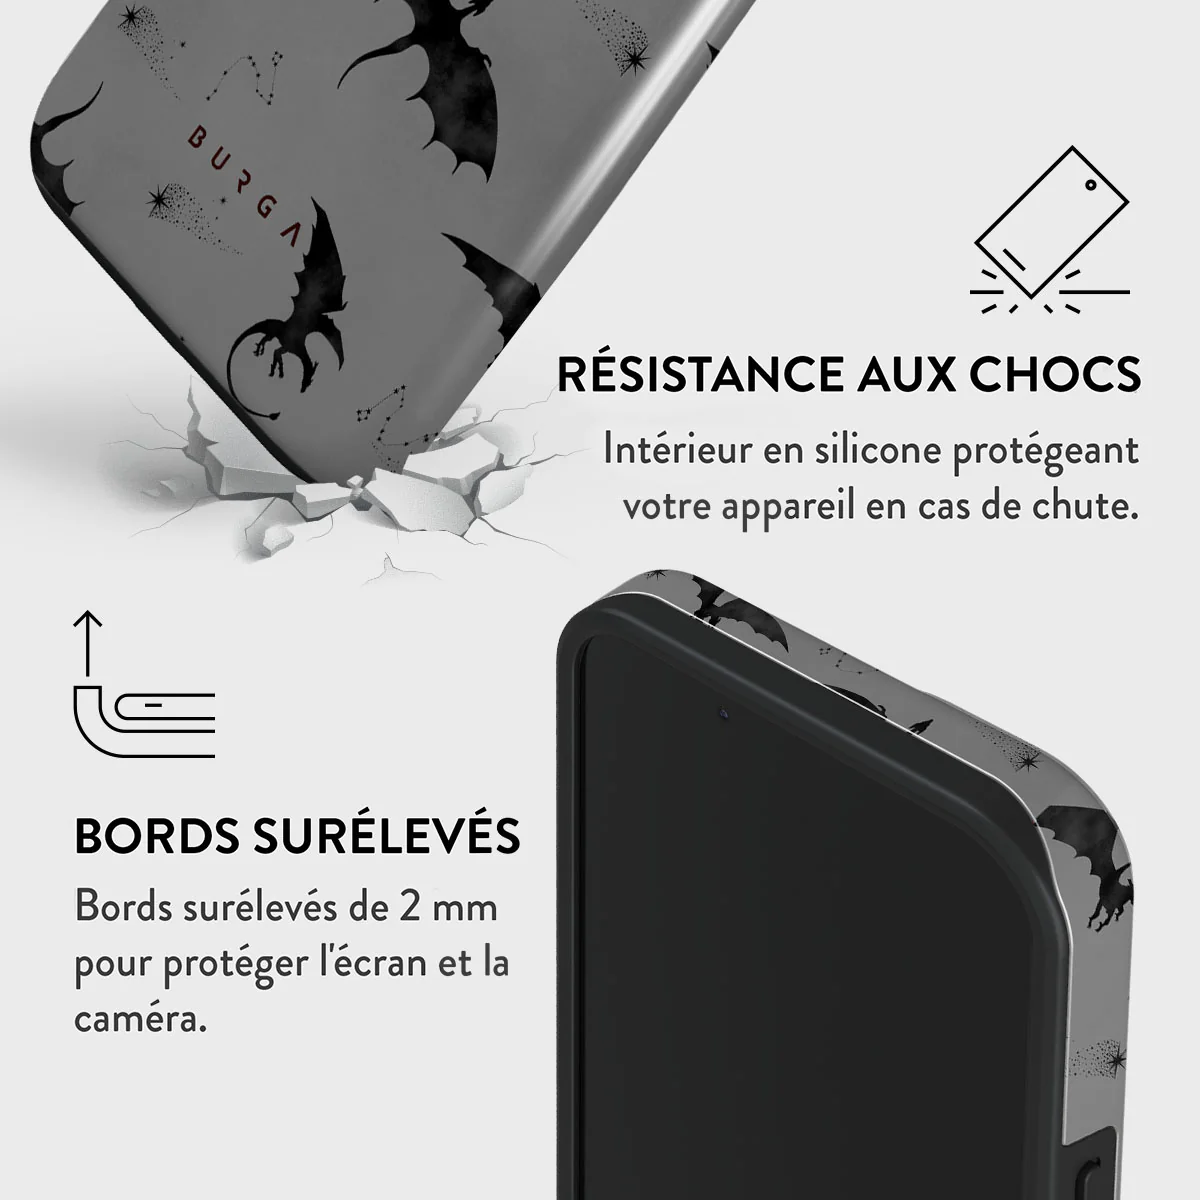 BURGA
RÉSISTANCE AUX CHOCS
Intérieur en silicone protégeant
votre appareil en cas de chute.
BORDS SURÉLEVÉS
Bords surélevés de 2 mm
pour protéger l'écran et la
caméra.